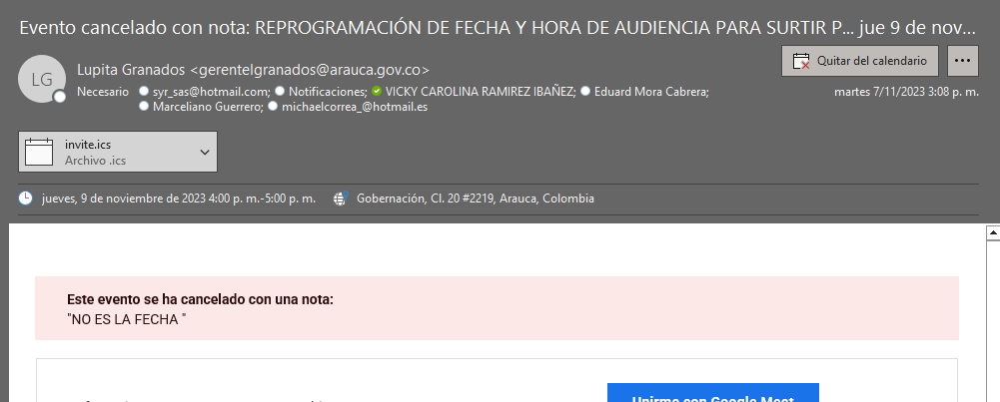 Evento cancelado con nota: REPROGRAMACIÓN DE FECHA Y HORA DE AUDIENCIA PARA SURTIR P... jue 9 de nov...
Quitar del calendario
LG
Lupita Granados <gerentelgranados@arauca.gov.co>
Necesario syr_sas@hotmail.com; Notificaciones; VICKY CAROLINA RAMIREZ IBAÑEZ; Eduard Mora Cabrera;
Marceliano Guerrero; michaelcorrea_@hotmail.es
martes 7/11/2023 3:08 p. m.
invite.ics
Archivo .ics
jueves, 9 de noviembre de 2023 4:00 p. m.-5:00 p. m.
Gobernación, Cl. 20 #2219, Arauca, Colombia
Este evento se ha cancelado con una nota:
"NO ES LA FECHA "
Unirme con Google Meet